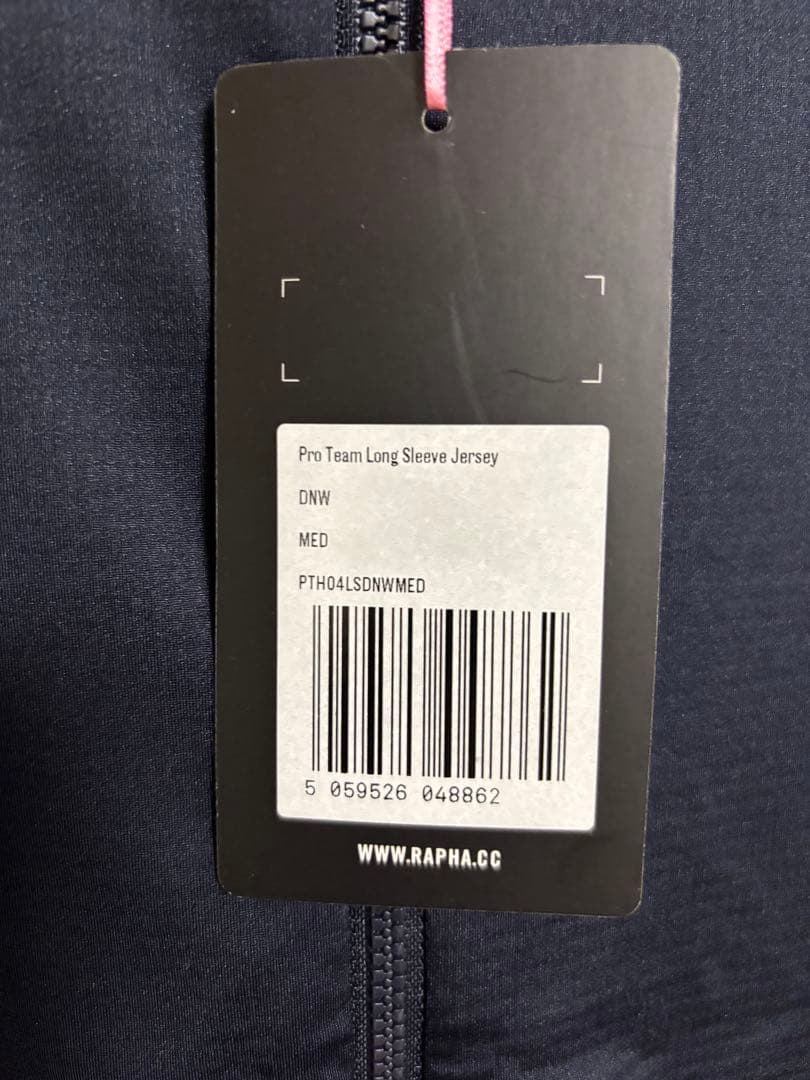 Pro Team Long Sleeve Jersey
DNW
MED
PTH04LSDNWMED
5 059526 048862
WWW.RAPHA.CC